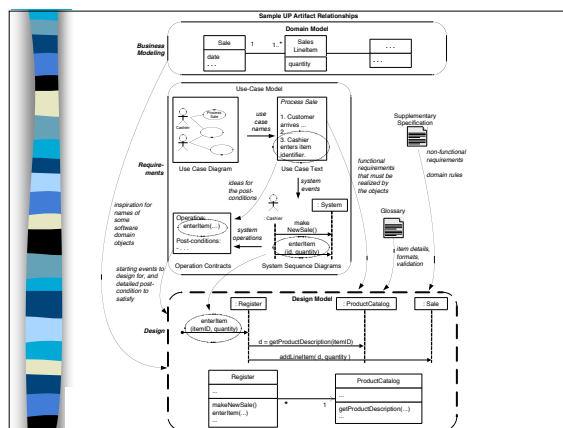 Sample UP Artifact Relationships
Domain Model
Business
Modeling
Sale
date
. . .
1
1..*
Sales
LineItem
quantity
. . .
. . .
Use-Case Model
Process
Sale
Cashier
Use Case Diagram
use
case
names
Process Sale
1. Customer
arrives ...
2. ...
3. Cashier
enters item
identifier.
Use Case Text
Supplementary
Specification
non-functional
requirements
domain rules
functional
requirements
that must be
realized by
the objects
Glossary
item details,
formats,
validation
Require-
ments
inspiration for
names of
some
software
domain
objects
ideas for
the post-
conditions
system
events
Operation:
enterItem(…)
Post-conditions:
- . . .
Operation Contracts
system
operations
: Cashier
: System
make
NewSale()
enterItem
(id, quantity)
System Sequence Diagrams
starting events to
design for, and
detailed post-
condition to
satisfy
Design Model
Design
: Register
: ProductCatalog
: Sale
enterItem
(itemID, quantity)
d = getProductDescription(itemID)
addLineItem( d, quantity )
Register
...
makeNewSale()
enterItem(...)
...
*
1
ProductCatalog
...
getProductDescription(...)
...